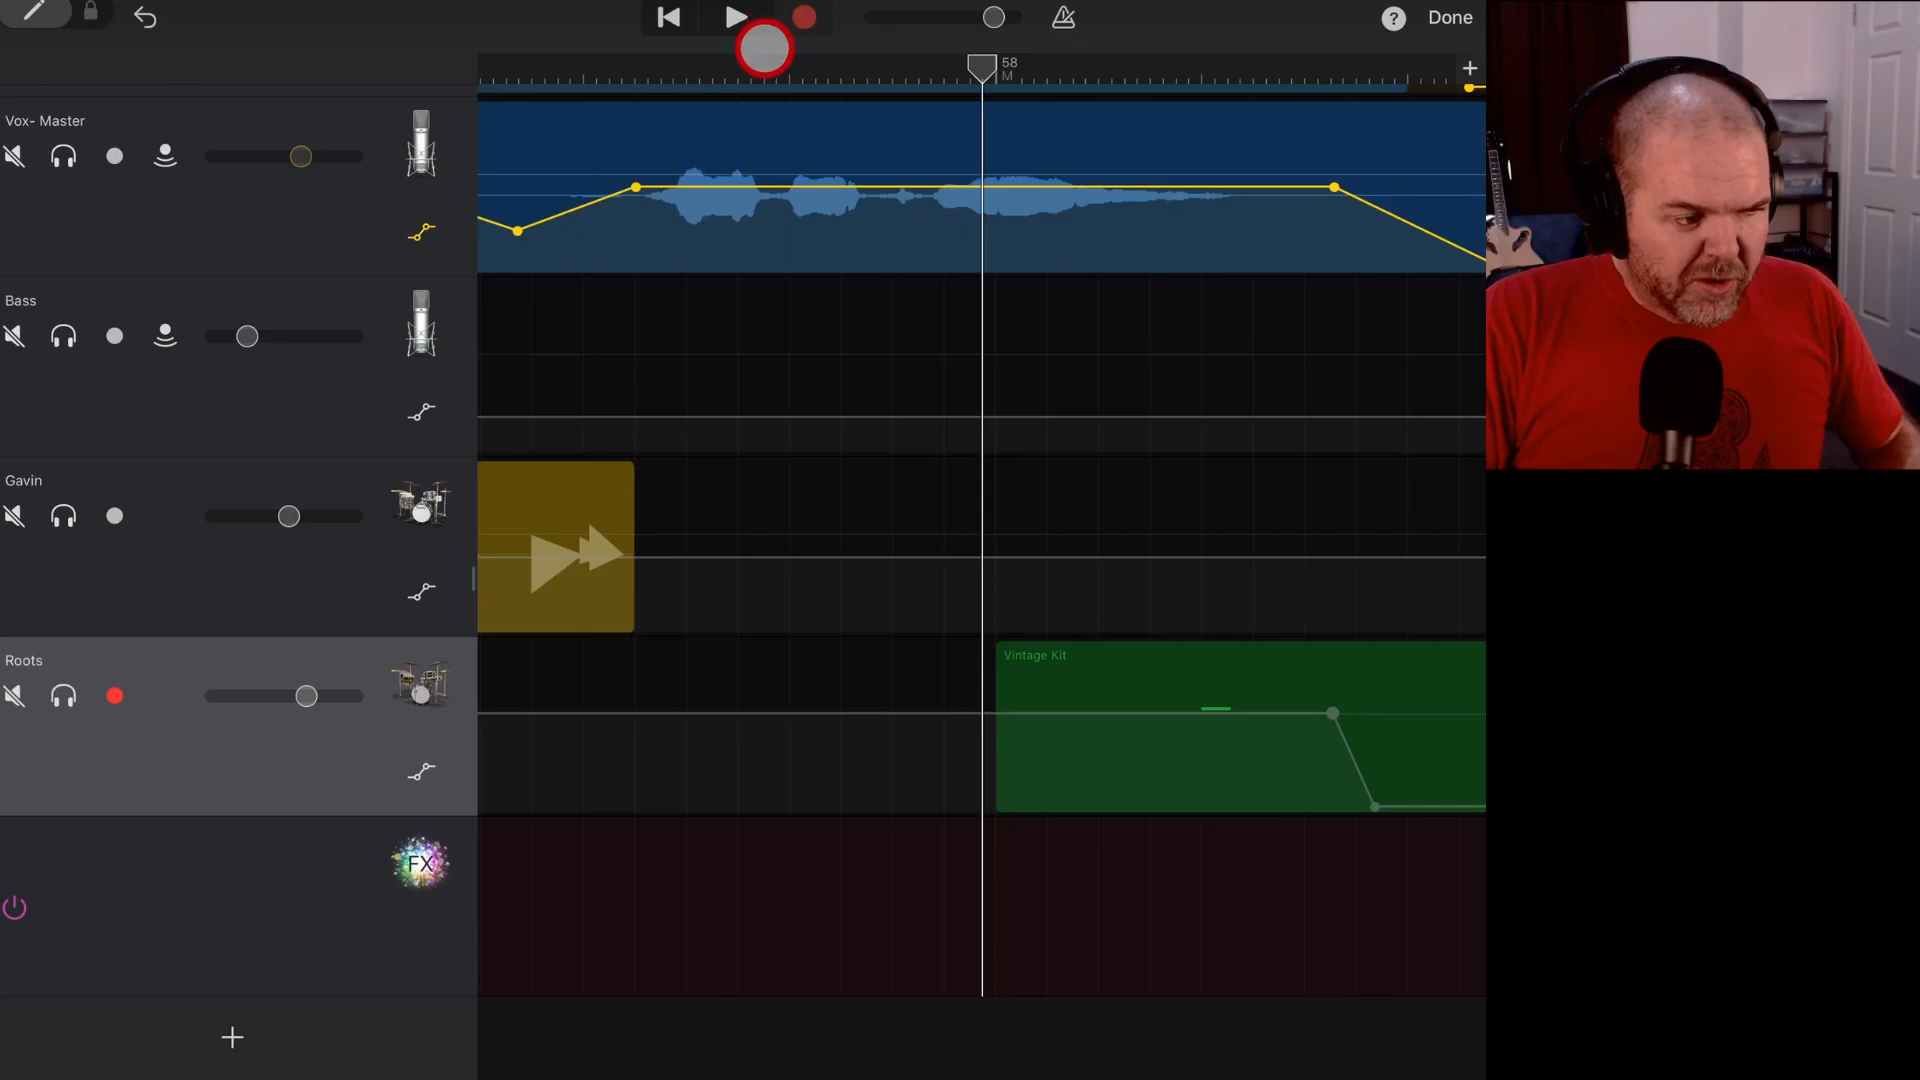 ?
Done
58
M
Vox- Master
Bass
Gavin
Roots
Vintage Kit
FX